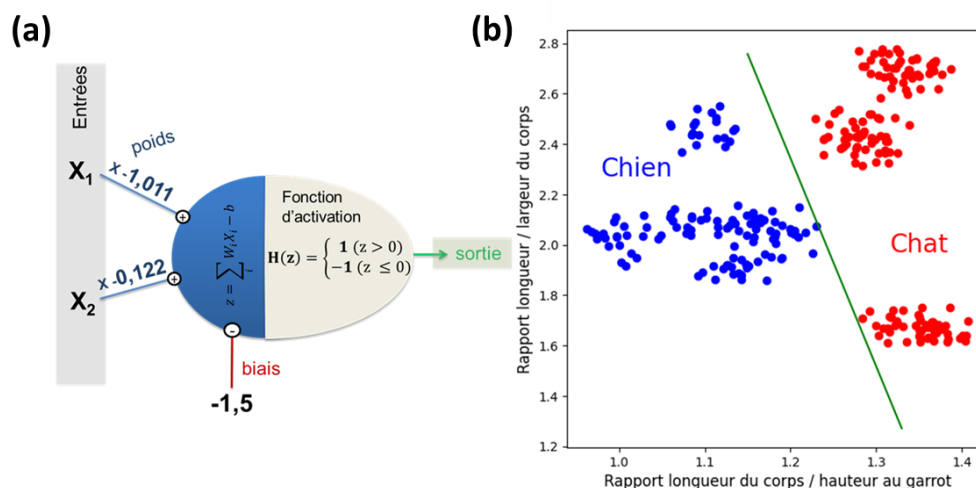 (a)
Entrées
X₁
x -1,011
poids
X₂
x -0,122
+
+
-
z = ∑ᵢ WᵢXᵢ − b
Fonction
d’activation
H(z) = { 1 (z > 0)
−1 (z ≤ 0)
sortie
biais
-1,5
(b)
Rapport longueur / largeur du corps
2.8
2.6
2.4
2.2
2.0
1.8
1.6
1.4
1.2
Chien
Chat
1.0 1.1 1.2 1.3 1.4
Rapport longueur du corps / hauteur au garrot